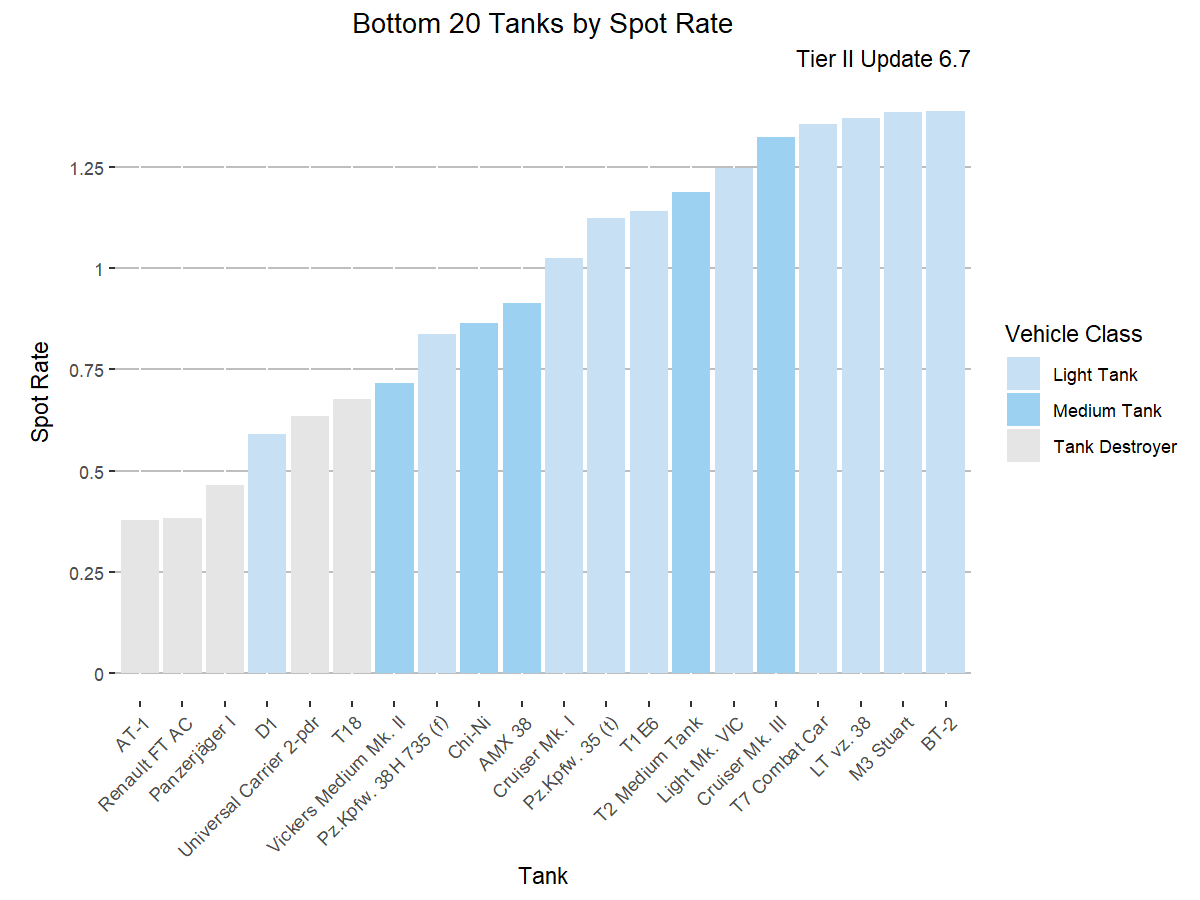 Bottom 20 Tanks by Spot Rate
Tier II Update 6.7
Spot Rate
1.25
1
0.75
0.5
0.25
0
AT-1
Renault FT AC
Panzerjäger I
D1
Universal Carrier 2-pdr
T18
Vickers Medium Mk. II
Pz.Kpfw. 38H 735 (f)
Chi-Ni
AMX 38
Cruiser Mk. I
Pz.Kpfw. 35 (t)
T1E6
T2 Medium Tank
Light Mk. VIC
Cruiser Mk. III
T7 Combat Car
LT vz. 38
M3 Stuart
BT-2
Tank
Vehicle Class
Light Tank
Medium Tank
Tank Destroyer